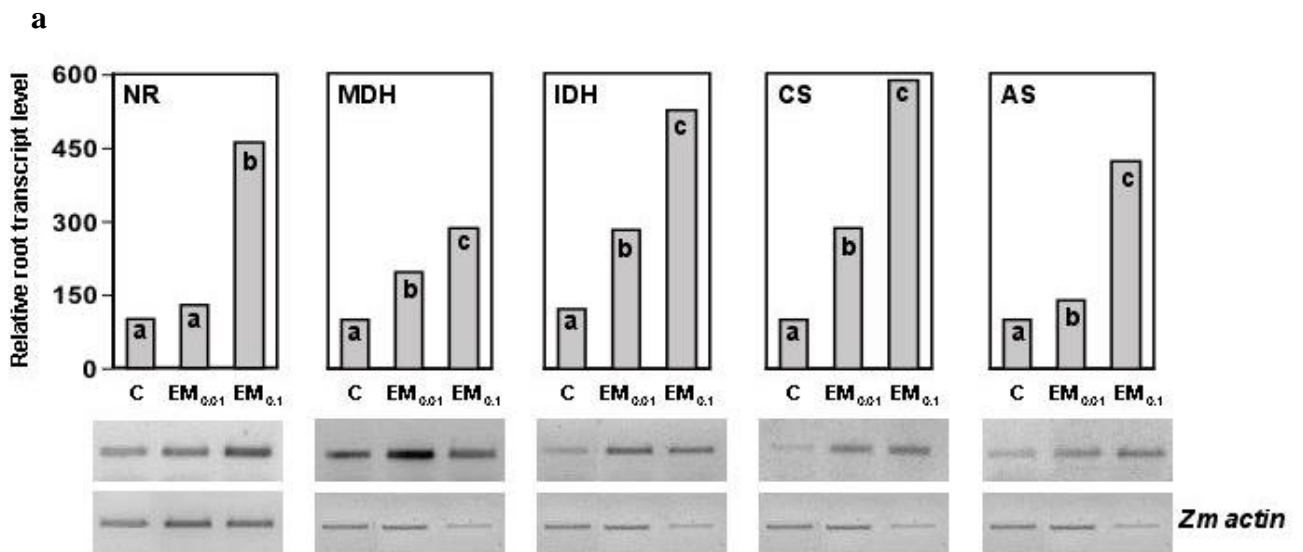 a
Relative root transcript level
600
450
300
150
0
NR
a
a
b
MDH
a
b
c
IDH
a
b
c
CS
a
b
c
AS
a
b
c
C EM0.01 EM0.1
C EM0.01 EM0.1
C EM0.01 EM0.1
C EM0.01 EM0.1
C EM0.01 EM0.1
Zm actin